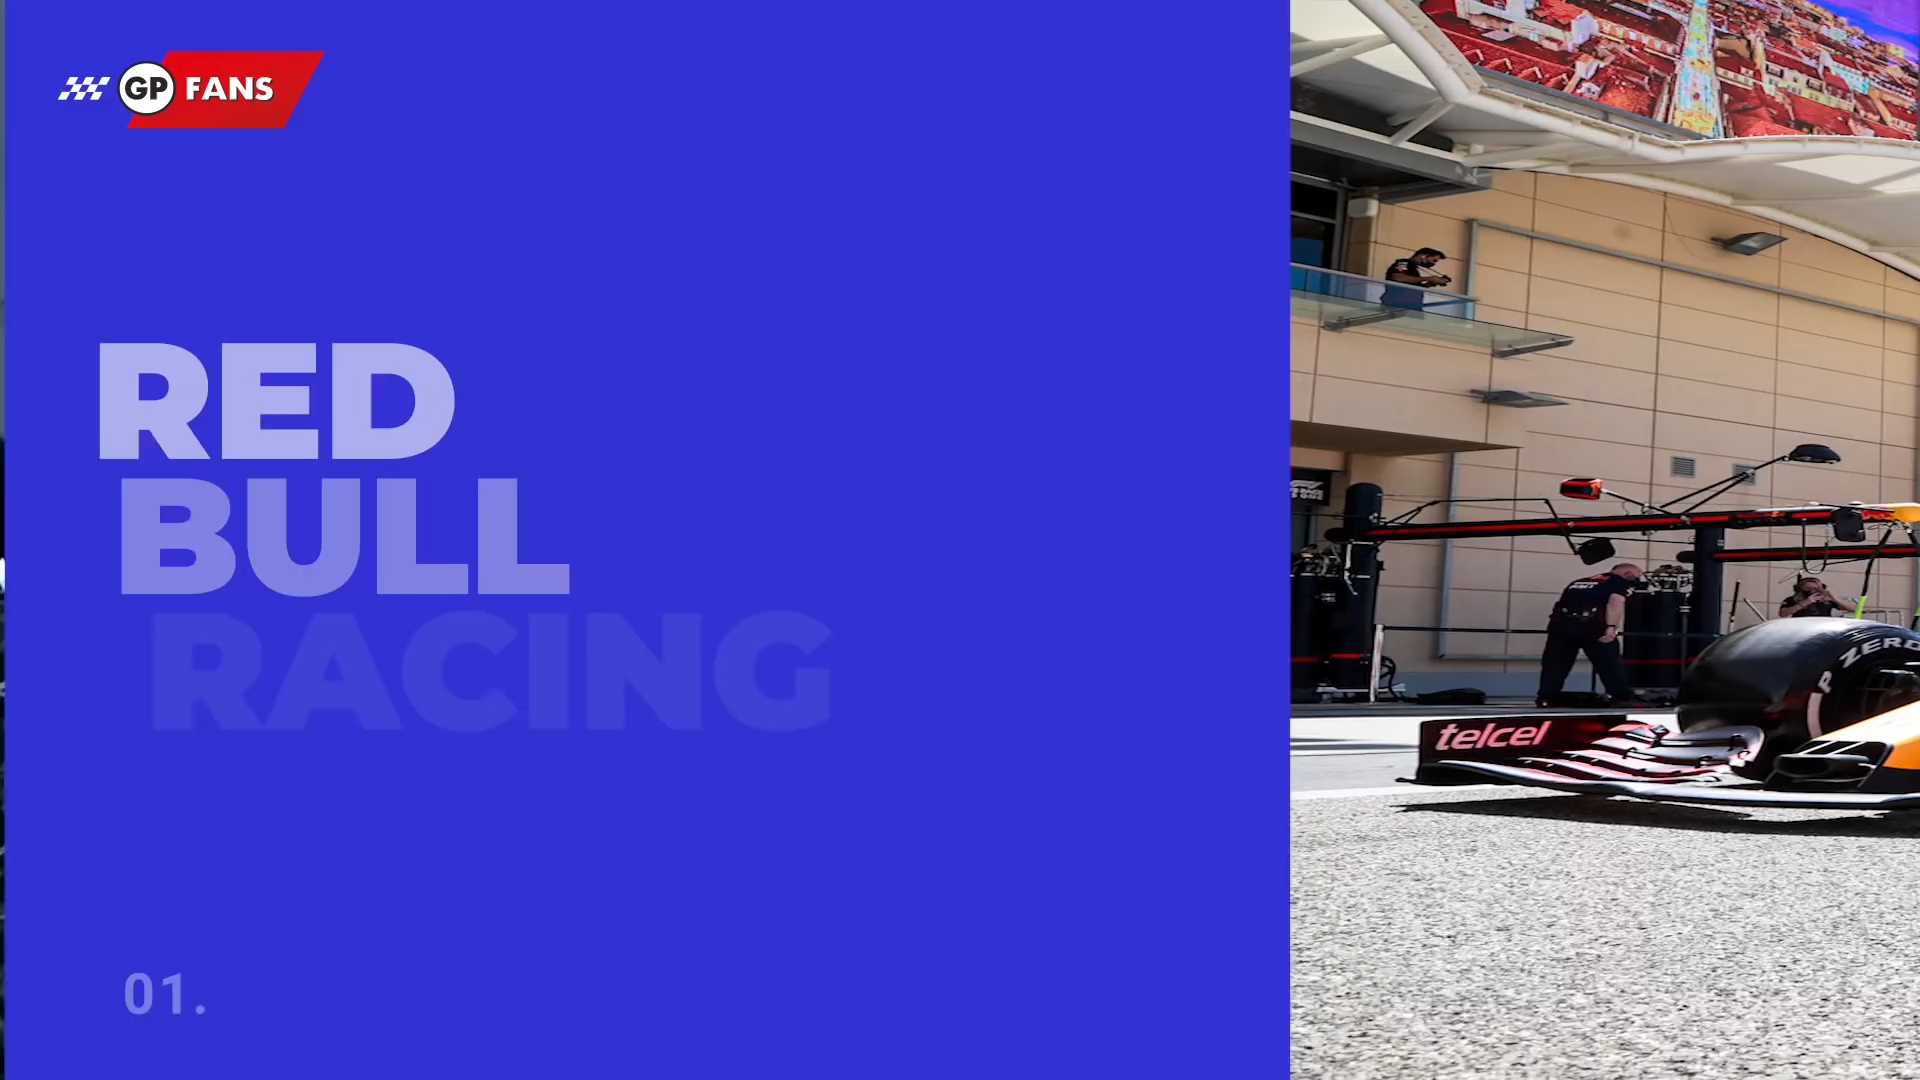 GP FANS
RED
BULL
RACING
01.
telcel
P ZERO